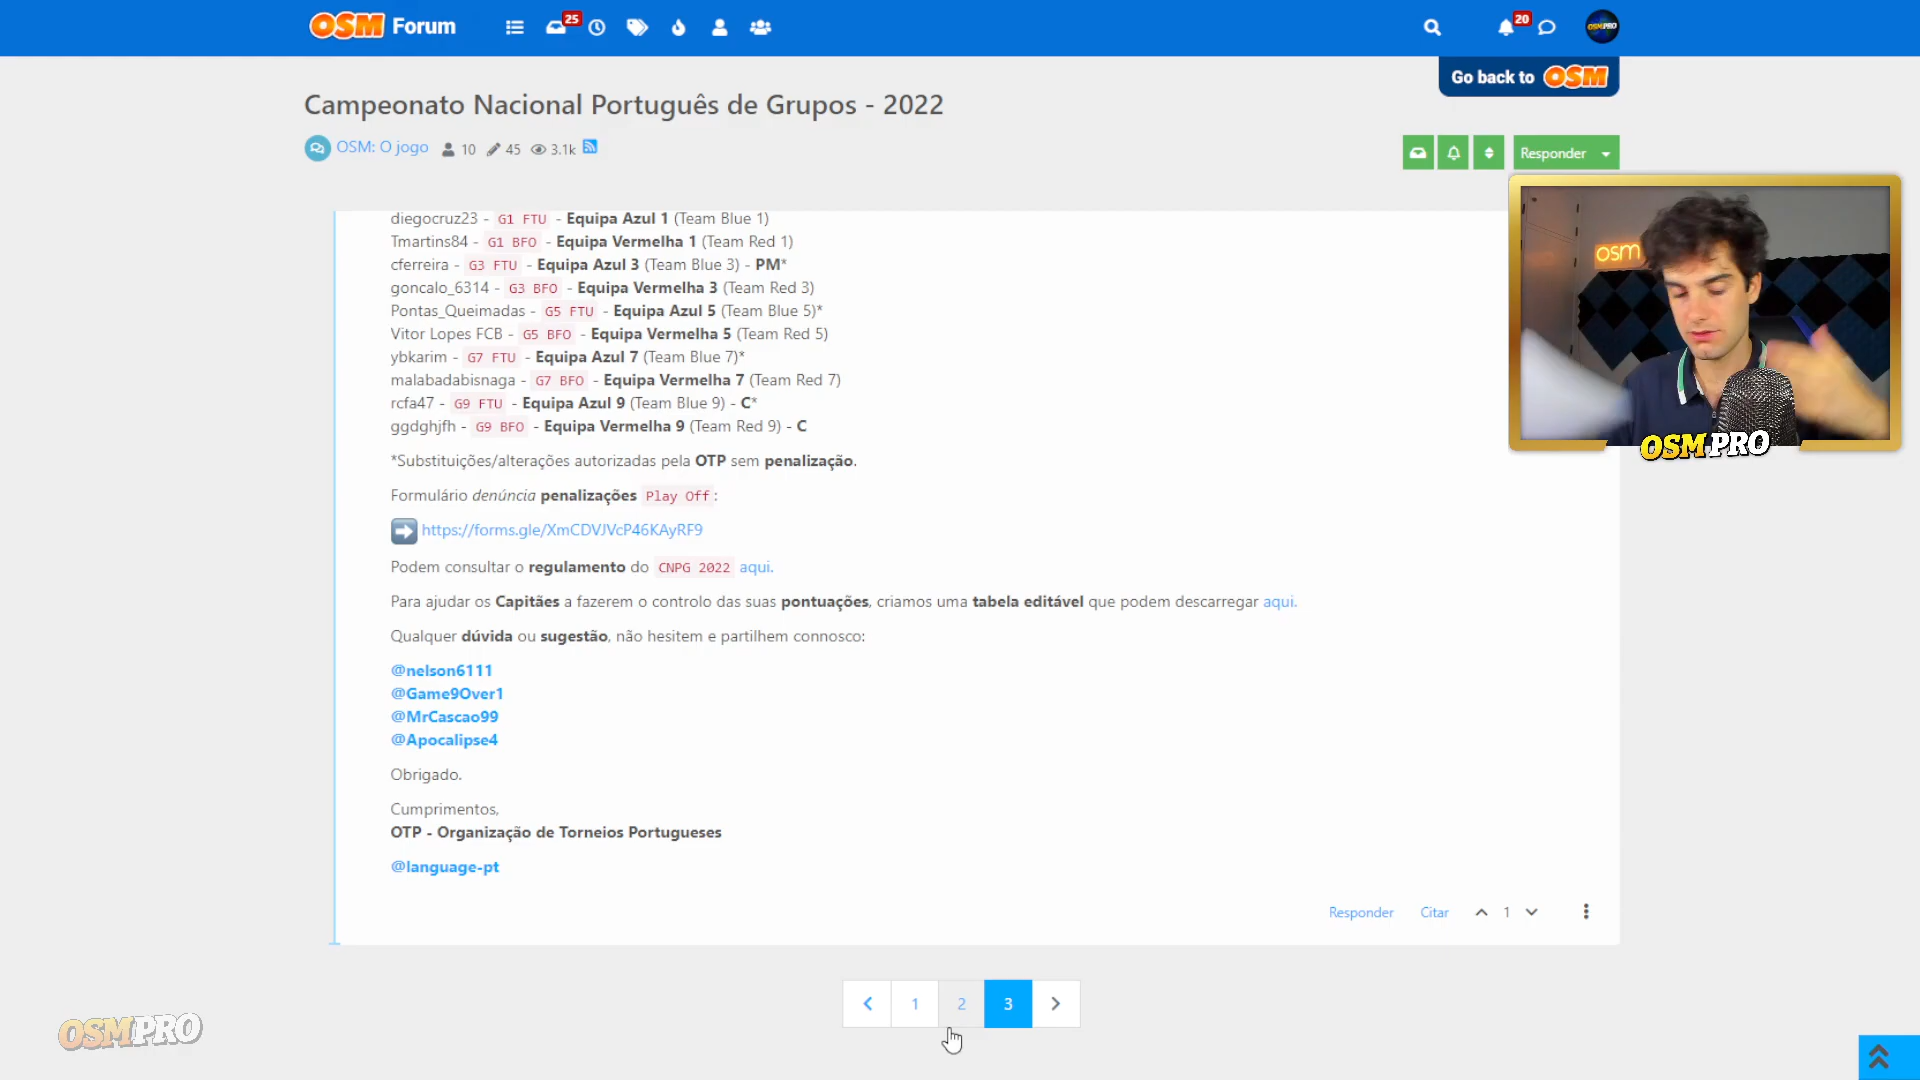 OSM Forum
25
20
Go back to OSM
Campeonato Nacional Português de Grupos - 2022
OSM: O jogo 10 45 3.1k
Responder
diegocruz23 - G1 FTU - Equipa Azul 1 (Team Blue 1)
Tmartins84 - G1 BFO - Equipa Vermelha 1 (Team Red 1)
cferreira - G3 FTU - Equipa Azul 3 (Team Blue 3) - PM*
goncalo_6314 - G3 BFO - Equipa Vermelha 3 (Team Red 3)
Pontas_Queimadas - G5 FTU - Equipa Azul 5 (Team Blue 5)*
Vitor Lopes FCB - G5 BFO - Equipa Vermelha 5 (Team Red 5)
ybkarim - G7 FTU - Equipa Azul 7 (Team Blue 7)*
malabadabisnaga - G7 BFO - Equipa Vermelha 7 (Team Red 7)
rcfa47 - G9 FTU - Equipa Azul 9 (Team Blue 9) - C*
ggdghjfh - G9 BFO - Equipa Vermelha 9 (Team Red 9) - C
osm
OSM PRO
*Substituições/alterações autorizadas pela OTP sem penalização.
Formulário denúncia penalizações Play Off :
https://forms.gle/XmCDVJVcP46KAyRF9
Podem consultar o regulamento do CNPG 2022 aqui.
Para ajudar os Capitães a fazerem o controlo das suas pontuações, criamos uma tabela editável que podem descarregar aqui.
Qualquer dúvida ou sugestão, não hesitem e partilhem connosco:
@nelson6111
@Game9Over1
@MrCascao99
@Apocalipse4
Obrigado.
Cumprimentos,
OTP - Organização de Torneios Portugueses
@language-pt
Responder Citar 1
1 2 3
OSM PRO